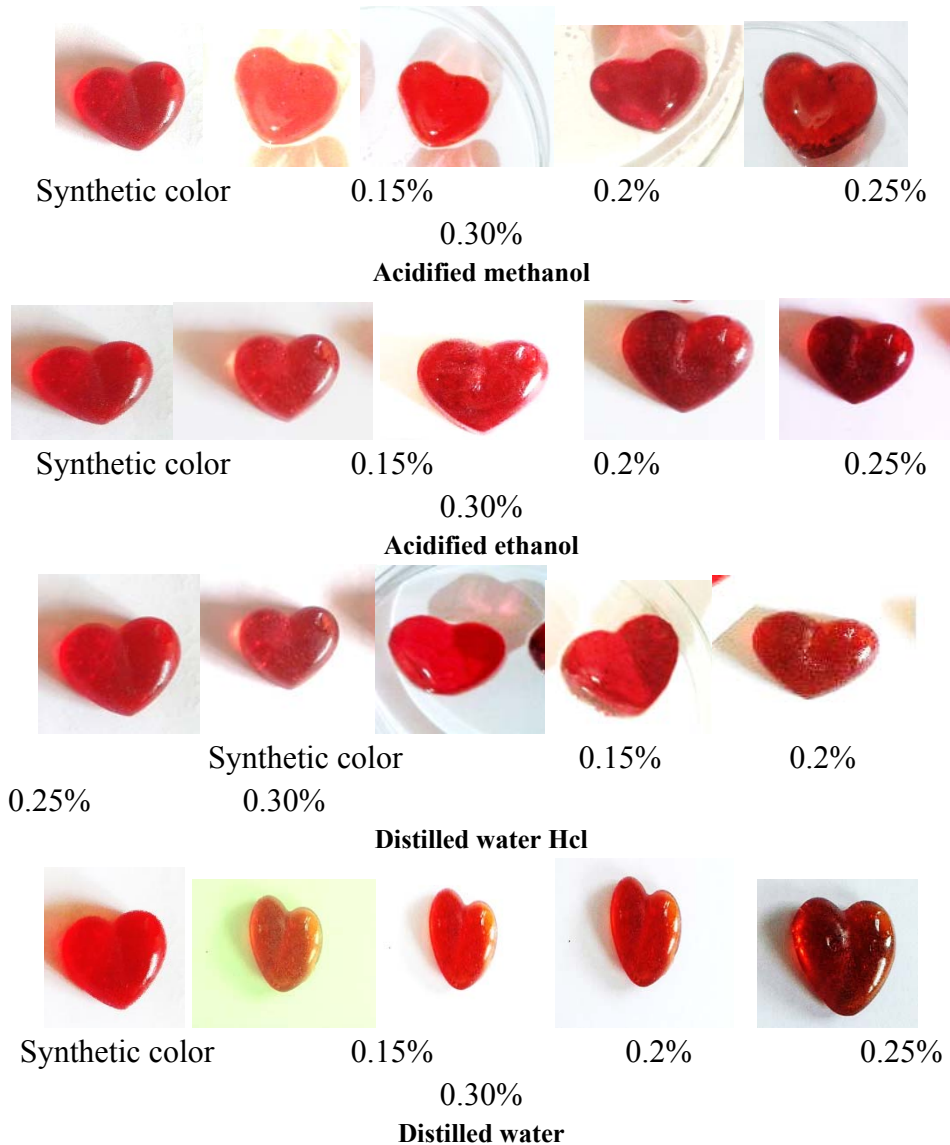 Synthetic color 0.15% 0.2% 0.25%
0.30%
Acidified methanol
Synthetic color 0.15% 0.2% 0.25%
0.30%
Acidified ethanol
Synthetic color 0.15% 0.2%
0.25% 0.30%
Distilled water Hcl
Synthetic color 0.15% 0.2% 0.25%
0.30%
Distilled water